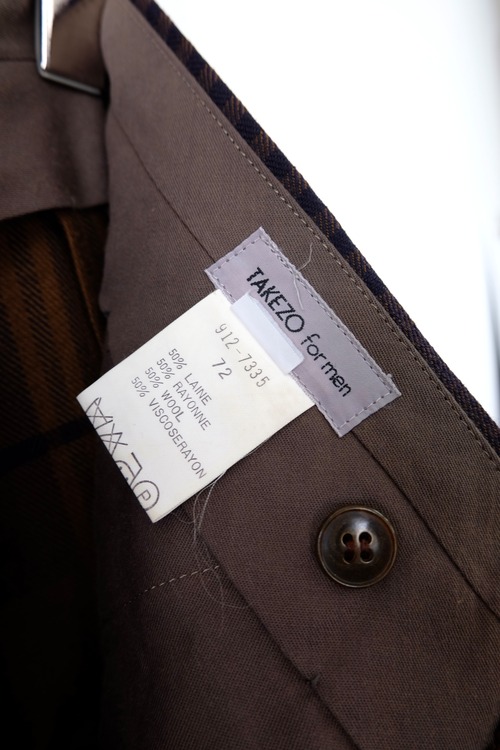 TAKEZO for men
912-7335
72
50% LAINE
50% RAYONNE
50% WOOL
50% VISCOSERAYON
P